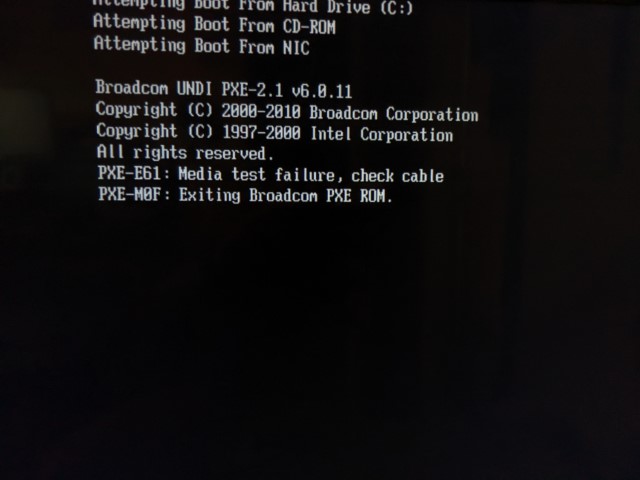 Attempting Boot From Hard Drive (C:)
Attempting Boot From CD-ROM
Attempting Boot From NIC
Broadcom UNDI PXE-2.1 v6.0.11
Copyright (C) 2000-2010 Broadcom Corporation
Copyright (C) 1997-2000 Intel Corporation
All rights reserved.
PXE-E61: Media test failure, check cable
PXE-M0F: Exiting Broadcom PXE ROM.